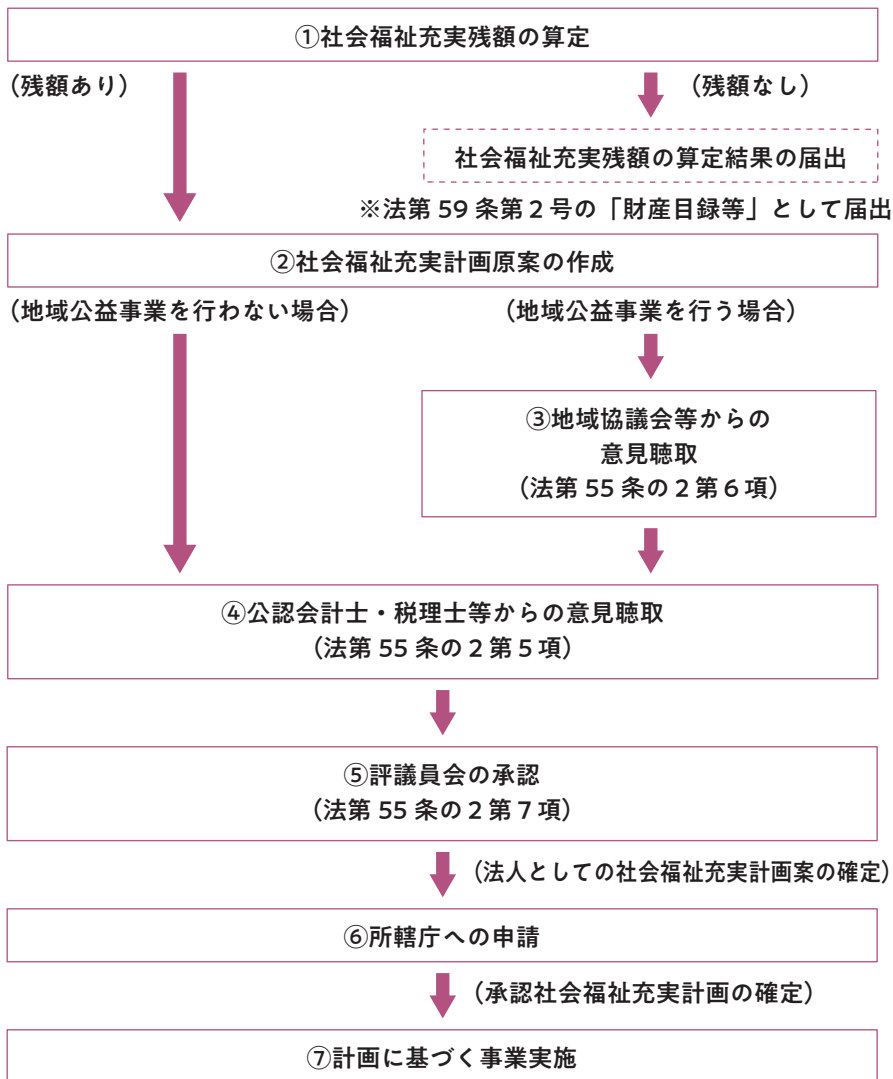 ①社会福祉充実残額の算定
（残額あり）
（残額なし）
社会福祉充実残額の算定結果の届出
※法第 59 条第２号の「財産目録等」として届出
②社会福祉充実計画原案の作成
（地域公益事業を行わない場合）
（地域公益事業を行う場合）
③地域協議会等からの
意見聴取
（法第 55 条の２第６項）
④公認会計士・税理士等からの意見聴取
（法第 55 条の２第５項）
⑤評議員会の承認
（法第 55 条の２第７項）
（法人としての社会福祉充実計画案の確定）
⑥所轄庁への申請
（承認社会福祉充実計画の確定）
⑦計画に基づく事業実施